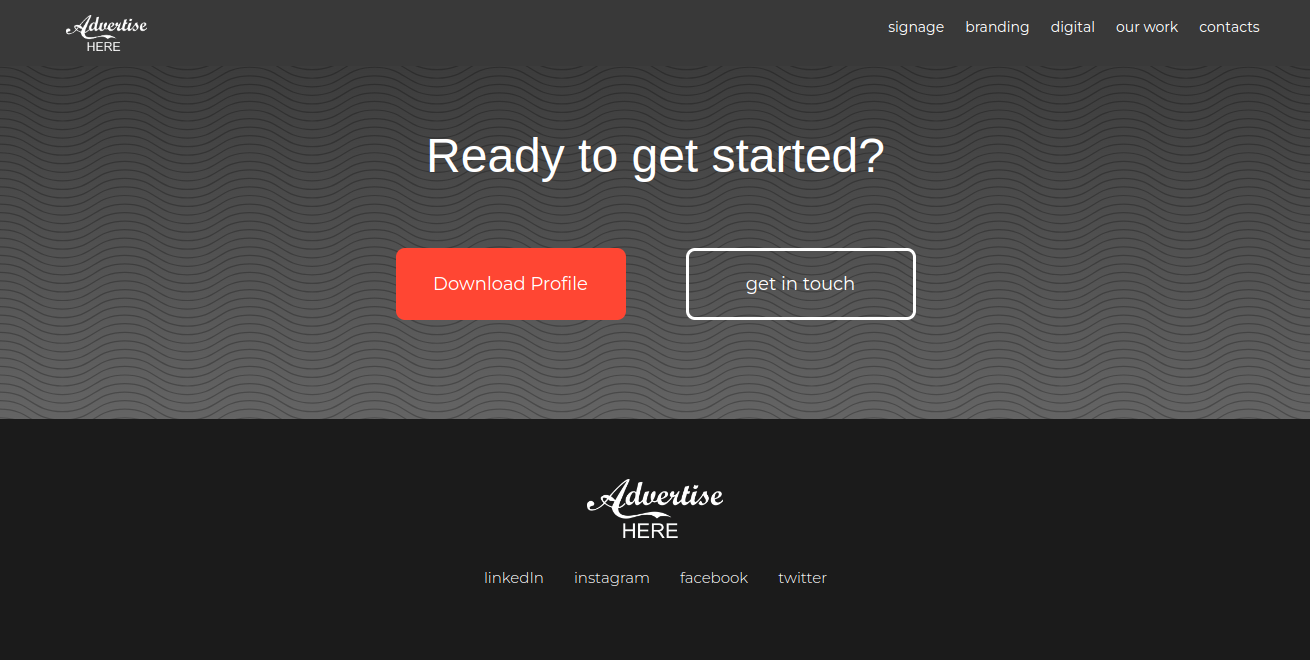 Advertise
HERE
signage branding digital our work contacts
Ready to get started?
Download Profile get in touch
Advertise
HERE
linkedIn instagram facebook twitter